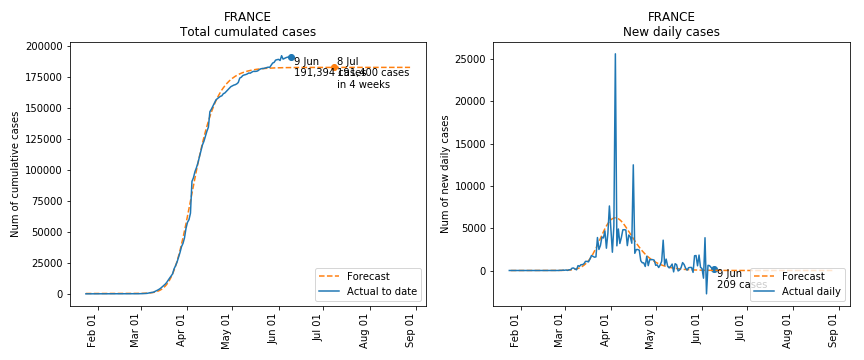 FRANCE
Total cumulated cases
Num of cumulative cases
200000
175000
150000
125000
100000
75000
50000
25000
0
9 Jun
191,394 cases
8 Jul
191,400 cases
in 4 weeks
Forecast
Actual to date
Feb 01
Mar 01
Apr 01
May 01
Jun 01
Jul 01
Aug 01
Sep 01
FRANCE
New daily cases
Num of new daily cases
25000
20000
15000
10000
5000
0
9 Jun
209 cases
Forecast
Actual daily
Feb 01
Mar 01
Apr 01
May 01
Jun 01
Jul 01
Aug 01
Sep 01